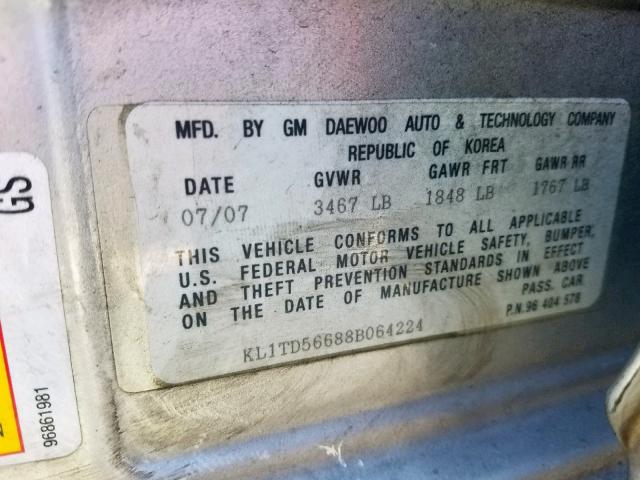 MFD. BY GM DAEWOO AUTO & TECHNOLOGY COMPANY
REPUBLIC OF KOREA
DATE GVWR GAWR FRT GAWR RR
07/07 3467 LB 1848 LB 1767 LB
THIS VEHICLE CONFORMS TO ALL APPLICABLE
U.S. FEDERAL MOTOR VEHICLE SAFETY, BUMPER,
AND THEFT PREVENTION STANDARDS IN EFFECT
ON THE DATE OF MANUFACTURE SHOWN ABOVE
PASS. CAR
P.N. 96 404 578
KL1TD56688B064224
GS
96861981